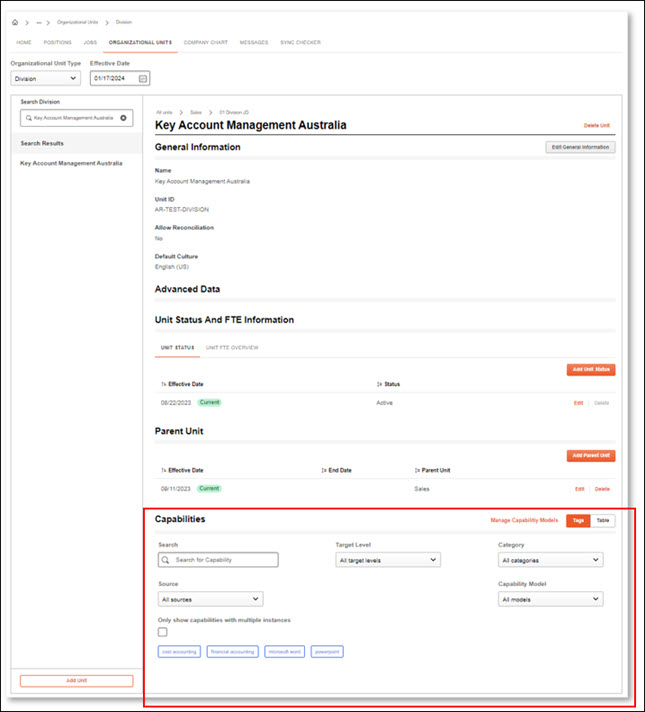 ... Organizational Units Division
HOME POSITIONS JOBS ORGANIZATIONAL UNITS COMPANY CHART MESSAGES SYNC CHECKER
Organizational Unit Type Effective Date
Division 01/17/2024
Search Division
Key Account Management Australia
Search Results
Key Account Management Australia
Add Unit
All units Sales 01 Division JD
Key Account Management Australia
Delete Unit
General Information
Edit General Information
Name
Key Account Management Australia
Unit ID
AR-TEST-DIVISION
Allow Reconciliation
No
Default Culture
English (US)
Advanced Data
Unit Status And FTE Information
UNIT STATUS UNIT FTE OVERVIEW
Add Unit Status
Effective Date Status
08/22/2023 Current Active Edit Delete
Parent Unit
Add Parent Unit
Effective Date End Date Parent Unit
09/11/2023 Current Sales Edit Delete
Capabilities Manage Capability Models Tags Table
Search Target Level Category
Search for Capability All target levels All categories
Source Capability Model
All sources All models
Only show capabilities with multiple instances
cost accounting financial accounting microsoft word powerpoint